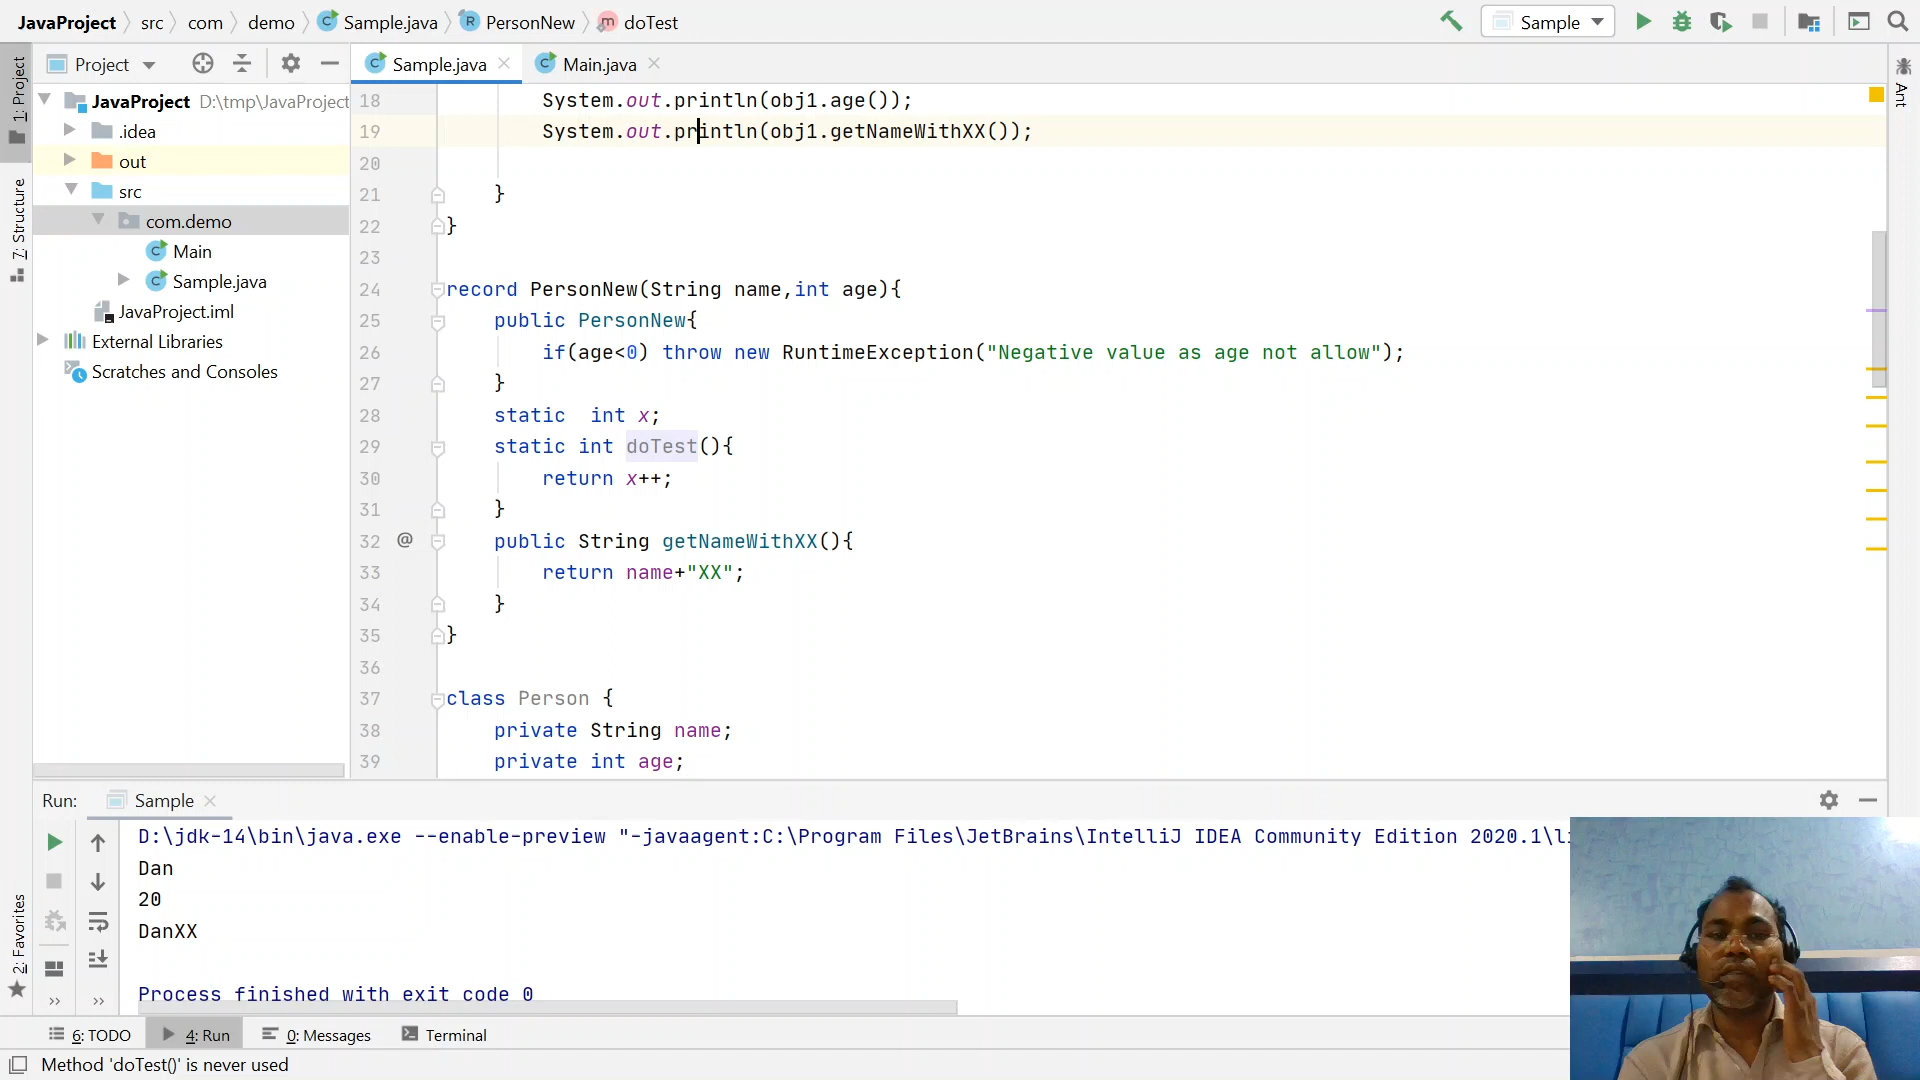 JavaProject src com demo Sample.java PersonNew doTest
Sample
Project
Sample.java
Main.java
1: Project
7: Structure
2: Favorites
Ant
JavaProject D:\tmp\JavaProject
.idea
out
src
com.demo
Main
Sample.java
JavaProject.iml
External Libraries
Scratches and Consoles
18 System.out.println(obj1.age());
19 System.out.println(obj1.getNameWithXX());
20
21 }
22 }
23
24 record PersonNew(String name,int age){
25 public PersonNew{
26 if(age<0) throw new RuntimeException("Negative value as age not allow");
27 }
28 static  int x;
29 static int doTest(){
30 return x++;
31 }
32 @ public String getNameWithXX(){
33 return name+"XX";
34 }
35 }
36
37 class Person {
38 private String name;
39 private int age;
Run: Sample
D:\jdk-14\bin\java.exe --enable-preview "-javaagent:C:\Program Files\JetBrains\IntelliJ IDEA Community Edition 2020.1\li
Dan
20
DanXX
Process finished with exit code 0
6: TODO
4: Run
0: Messages
Terminal
Method 'doTest()' is never used